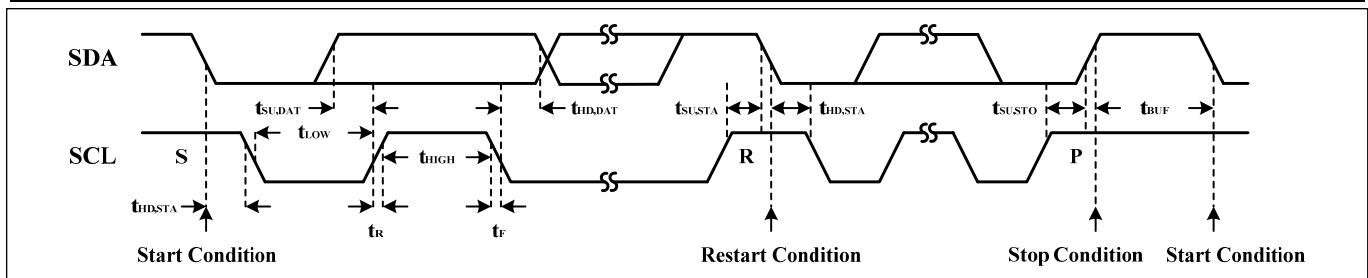 SDA
tSU,DAT tHD,DAT tSU,STA tHD,STA tSU,STO tBUF
tLOW
SCL S tHIGH R P
tHD,STA
tR tF
Start Condition Restart Condition Stop Condition Start Condition